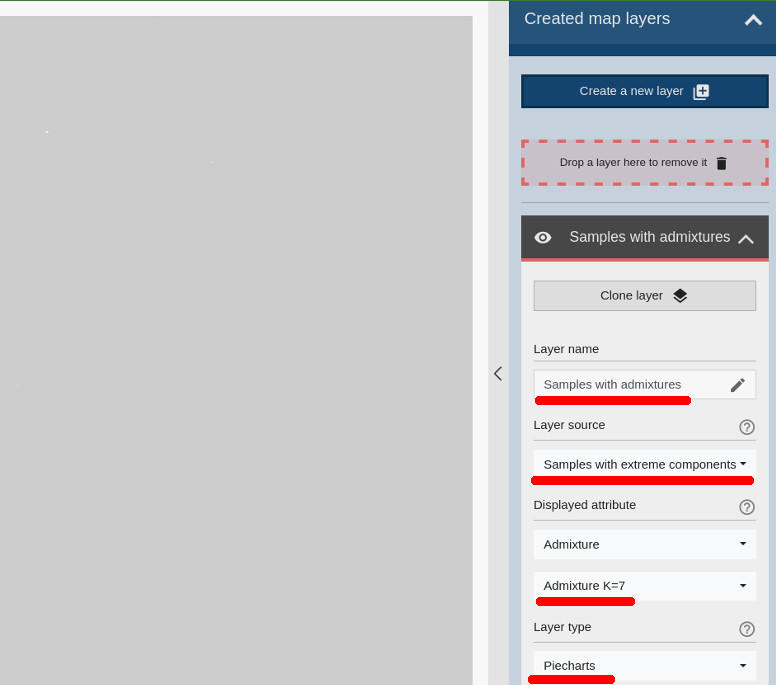 Created map layers
Create a new layer
Drop a layer here to remove it
Samples with admixtures
Clone layer
Layer name
Samples with admixtures
Layer source
Samples with extreme components
Displayed attribute
Admixture
Admixture K=7
Layer type
Piecharts